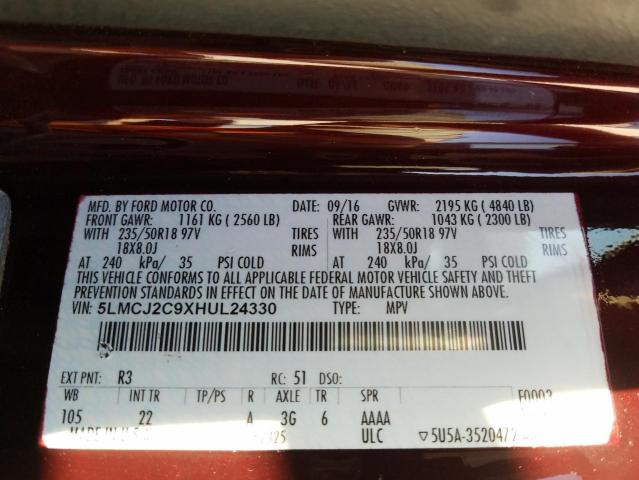 MFD. BY FORD MOTOR CO. DATE: 09/16 GVWR: 2195 KG ( 4840 LB)
FRONT GAWR: 1161 KG ( 2560 LB) REAR GAWR: 1043 KG ( 2300 LB)
WITH 235/50R18 97V TIRES WITH 235/50R18 97V TIRES
18X8.0J RIMS 18X8.0J RIMS
AT 240 kPa/ 35 PSI COLD AT 240 kPa/ 35 PSI COLD
THIS VEHICLE CONFORMS TO ALL APPLICABLE FEDERAL MOTOR VEHICLE SAFETY AND THEFT
PREVENTION STANDARDS IN EFFECT ON THE DATE OF MANUFACTURE SHOWN ABOVE.
VIN: 5LMCJ2C9XHUL24330 TYPE: MPV
EXT PNT: R3 RC: 51 DSO:
WB INT TR TP/PS R AXLE TR SPR F0003
105 22 A 3G 6 AAAA
MADE IN U.S.A. ULC ▽5U5A-3520472